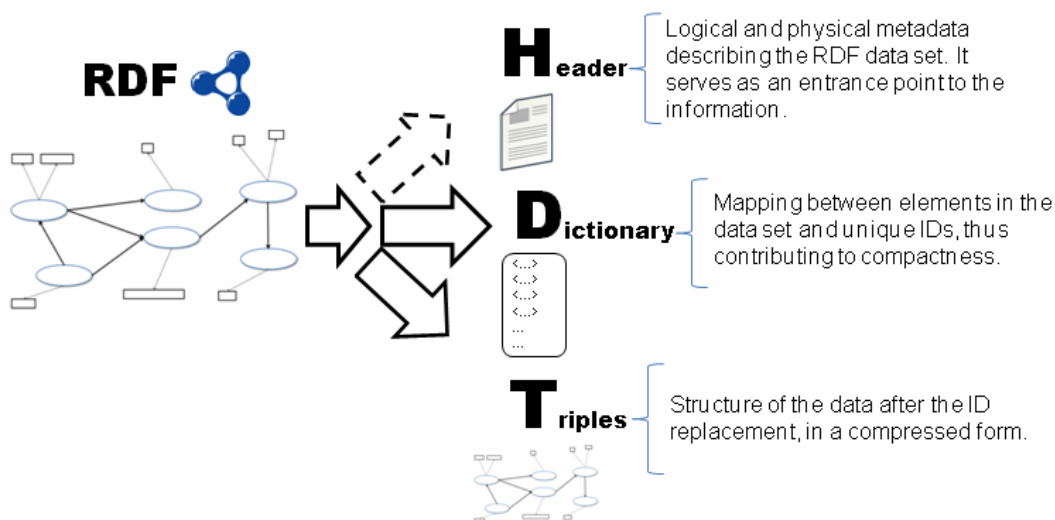 RDF
Header
Logical and physical metadata
describing the RDF data set. It
serves as an entrance point to the
information.
Dictionary
Mapping between elements in the
data set and unique IDs, thus
contributing to compactness.
<...>
<...>
<...>
<...>
...
...
Triples
Structure of the data after the ID
replacement, in a compressed form.